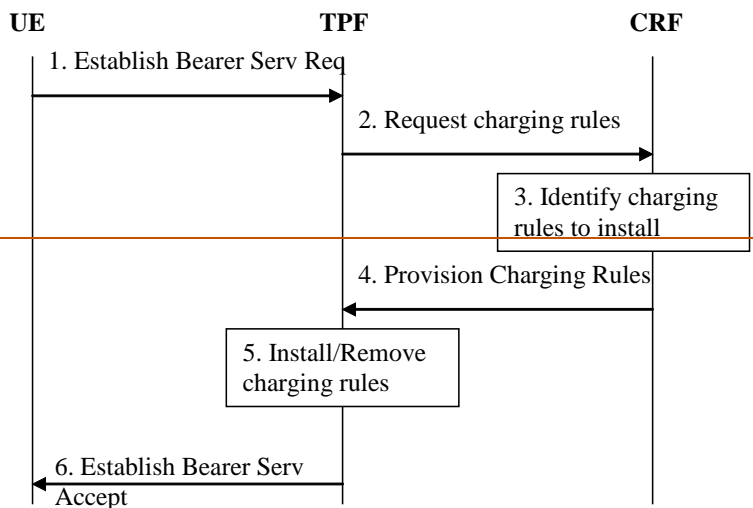 UE TPF CRF
1. Establish Bearer Serv Req
2. Request charging rules
3. Identify charging
rules to install
4. Provision Charging Rules
5. Install/Remove
charging rules
6. Establish Bearer Serv
Accept